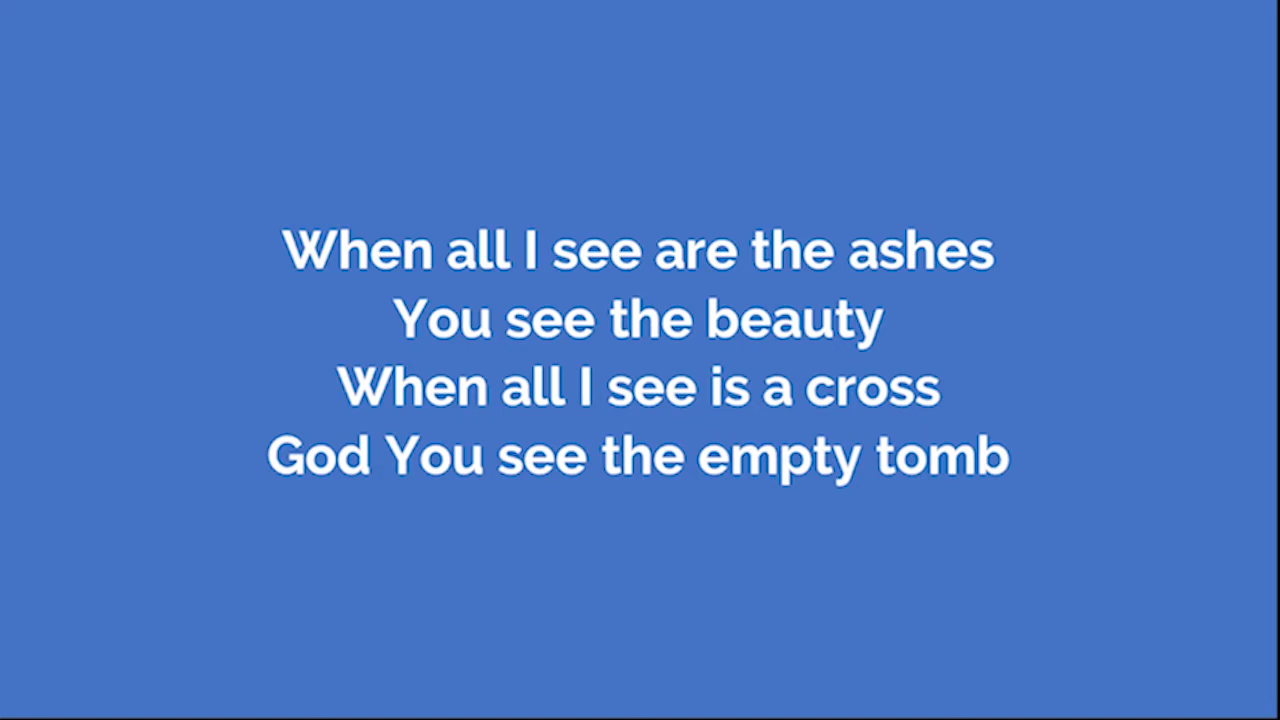 When all I see are the ashes
You see the beauty
When all I see is a cross
God You see the empty tomb